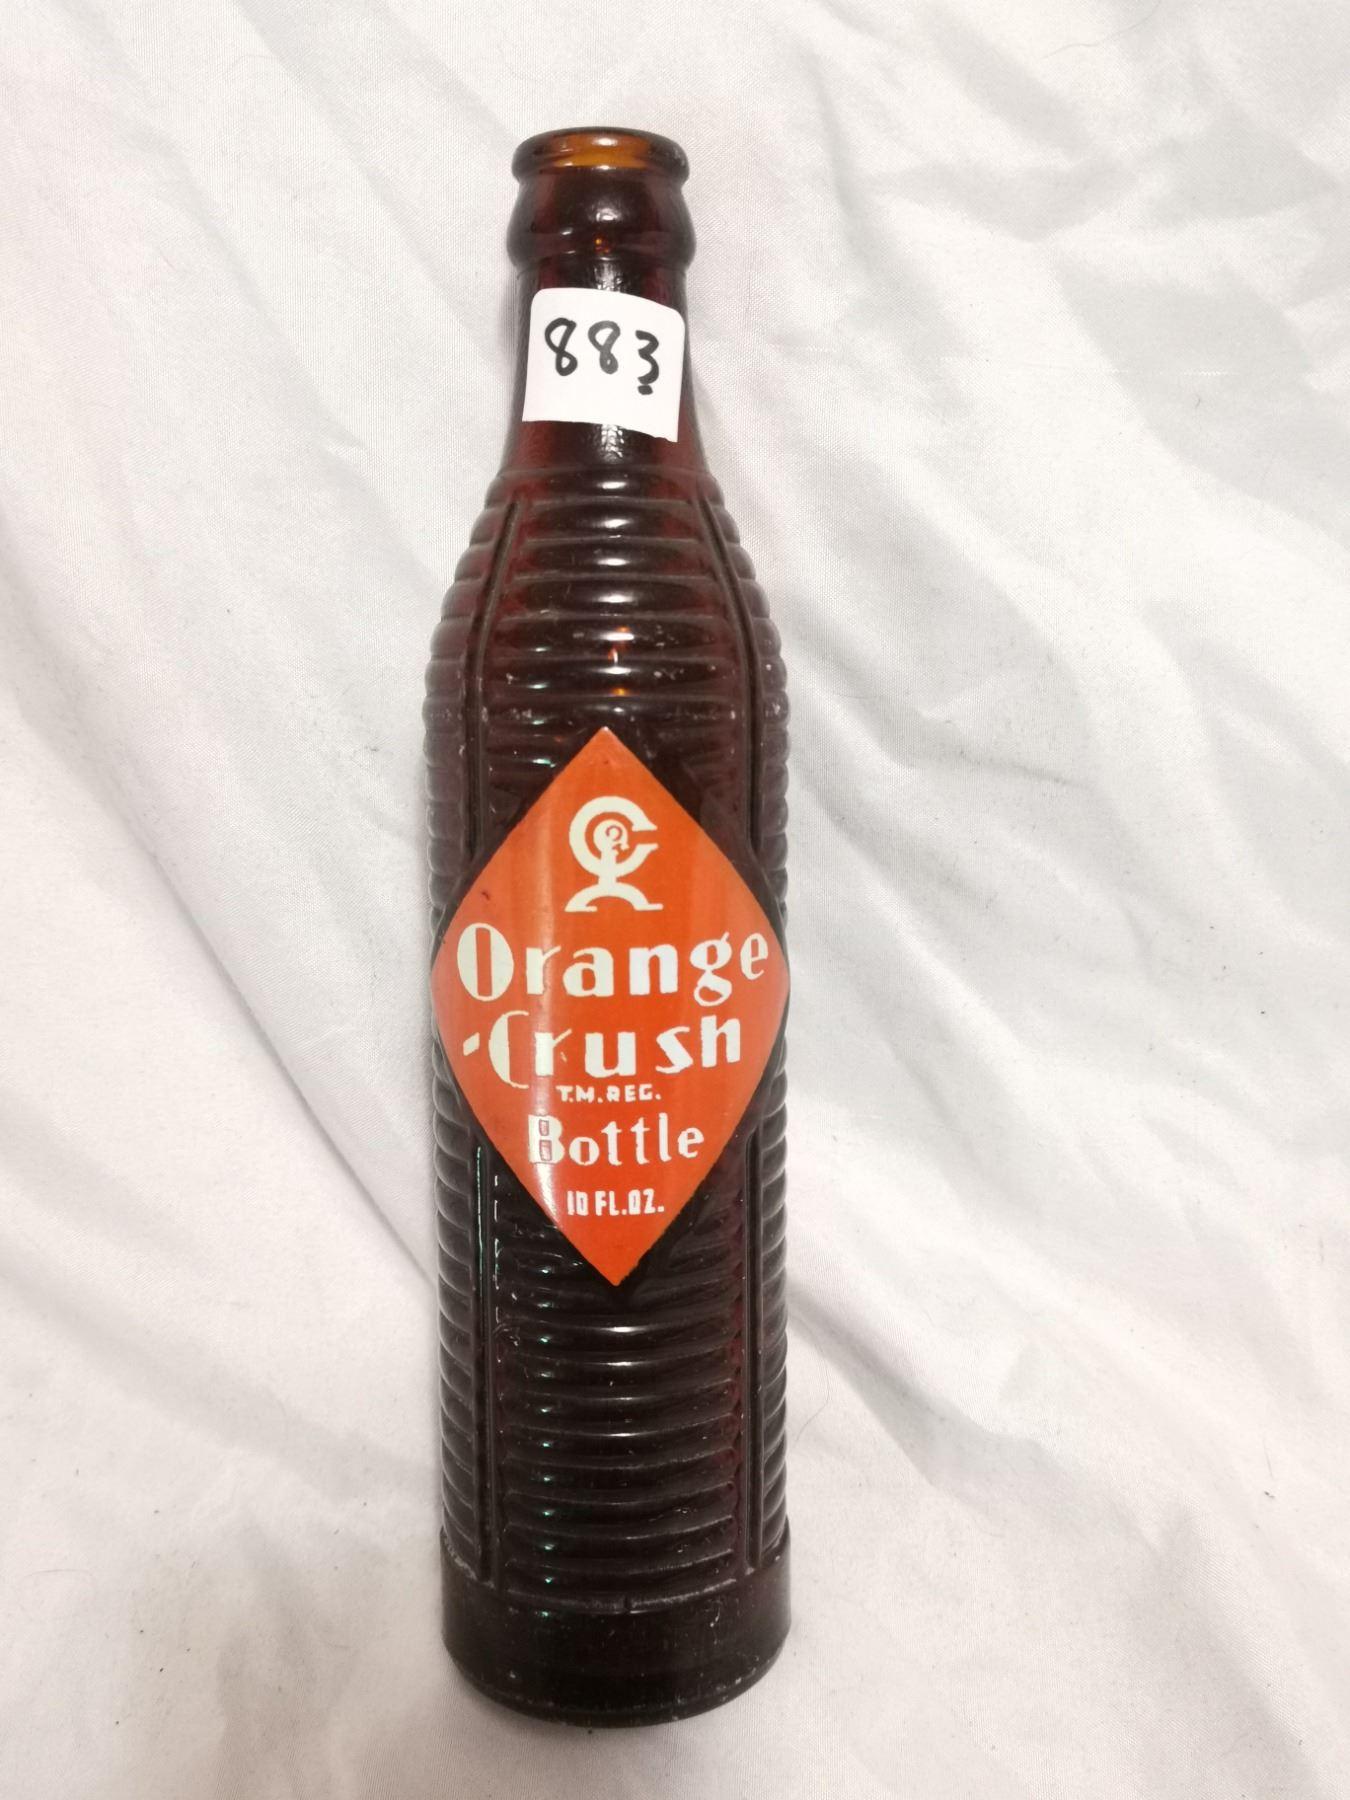 883
Orange
-Crush
T.M.REG.
Bottle
10 FL.OZ.